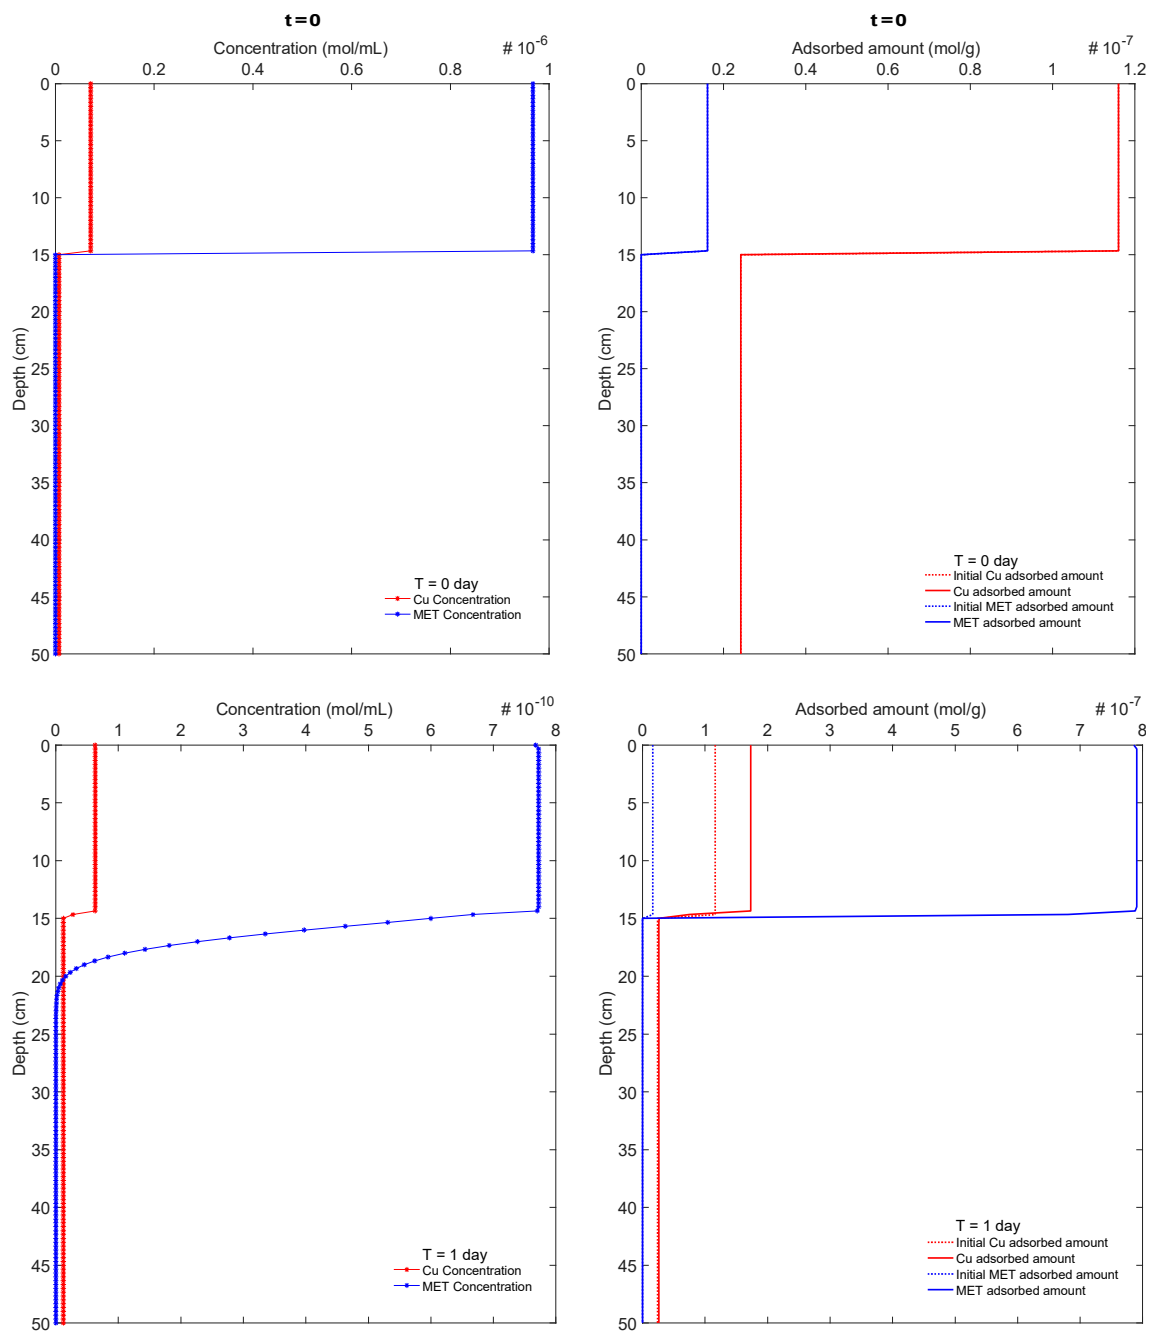 t=0
Concentration (mol/mL) # 10-6
0 0.2 0.4 0.6 0.8 1
0
5
10
15
20
25
30
35
40
45
50
Depth (cm)
T = 0 day
Cu Concentration
MET Concentration
t=0
Adsorbed amount (mol/g) # 10-7
0 0.2 0.4 0.6 0.8 1 1.2
0
5
10
15
20
25
30
35
40
45
50
Depth (cm)
T = 0 day
Initial Cu adsorbed amount
Cu adsorbed amount
Initial MET adsorbed amount
MET adsorbed amount
Concentration (mol/mL) # 10-10
0 1 2 3 4 5 6 7 8
0
5
10
15
20
25
30
35
40
45
50
Depth (cm)
T = 1 day
Cu Concentration
MET Concentration
Adsorbed amount (mol/g) # 10-7
0 1 2 3 4 5 6 7 8
0
5
10
15
20
25
30
35
40
45
50
Depth (cm)
T = 1 day
Initial Cu adsorbed amount
Cu adsorbed amount
Initial MET adsorbed amount
MET adsorbed amount